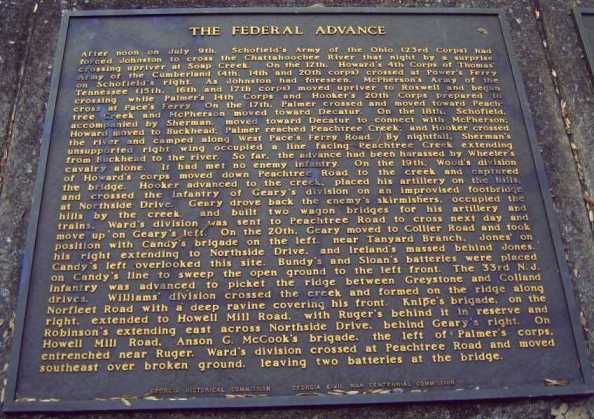 THE FEDERAL ADVANCE
After noon on July 9th, Schofield's Army of the Ohio (23rd Corps) had
forced Johnston to cross the Chattahoochee River that night by a surprise
crossing upriver at Soap Creek. On the 12th, Howard's 4th Corps of Thomas'
Army of the Cumberland (4th, 14th and 20th corps) crossed at Power's Ferry
on Schofield's right. As Johnston had foreseen, McPherson's Army of the
Tennessee (15th, 16th and 17th corps) moved upriver to Roswell and began
crossing while Palmer's 14th Corps and Hooker's 20th Corps prepared to
cross at Pace's Ferry. On the 17th, Palmer crossed and moved toward Peach-
tree Creek and McPherson moved toward Decatur. On the 18th, Schofield,
accompanied by Sherman, moved toward Decatur to connect with McPherson,
Howard moved to Buckhead, Palmer reached Peachtree Creek, and Hooker crossed
the river and camped along West Pace's Ferry Road. By nightfall, Sherman's
unsupported right wing occupied a line facing Peachtree Creek extending
from Buckhead to the river. So far, the advance had been harassed by Wheeler's
cavalry alone. It had met no enemy infantry. On the 19th, Wood's division
of Howard's corps moved down Peachtree Road to the creek and captured
the bridge. Hooker advanced to the creek, placed his artillery on the hills,
and crossed the infantry of Geary's division on an improvised footbridge
at Northside Drive. Geary drove back the enemy's skirmishers, occupied the
hills by the creek, and built two wagon bridges for his artillery and
trains. Ward's division was sent to Peachtree Road to cross next day and
move up on Geary's left. On the 20th, Geary moved to Collier Road and took
position with Candy's brigade on the left, near Tanyard Branch, Jones' on
his right extending to Northside Drive, and Ireland's massed behind Jones.
Candy's left overlooked this site. Bundy's and Sloan's batteries were placed
on Candy's line to sweep the open ground to the left front. The 33rd N.J.
Infantry was advanced to picket the ridge between Greystone and Colland
drives. Williams' division crossed the creek and formed on the ridge along
Norfleet Road with a deep ravine covering his front. Knipe's brigade, on the
right, extended to Howell Mill Road, with Ruger's behind it in reserve and
Robinson's extending east across Northside Drive, behind Geary's right. On
Howell Mill Road, Anson G. McCook's brigade, the left of Palmer's corps,
entrenched near Ruger. Ward's division crossed at Peachtree Road and moved
southeast over broken ground, leaving two batteries at the bridge.
GEORGIA HISTORICAL COMMISSION GEORGIA CIVIL WAR CENTENNIAL COMMISSION